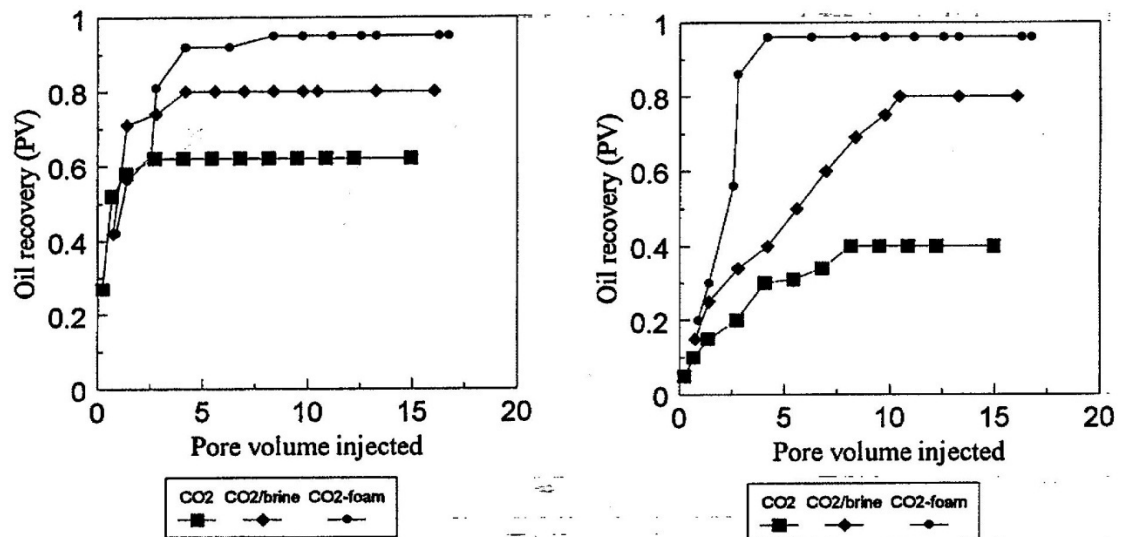 1
0.8
0.6
0.4
0.2
0
Oil recovery (PV)
0 5 10 15 20
Pore volume injected
CO2 CO2/brine CO2-foam
1
0.8
0.6
0.4
0.2
0
Oil recovery (PV)
0 5 10 15 20
Pore volume injected
CO2 CO2/brine CO2-foam